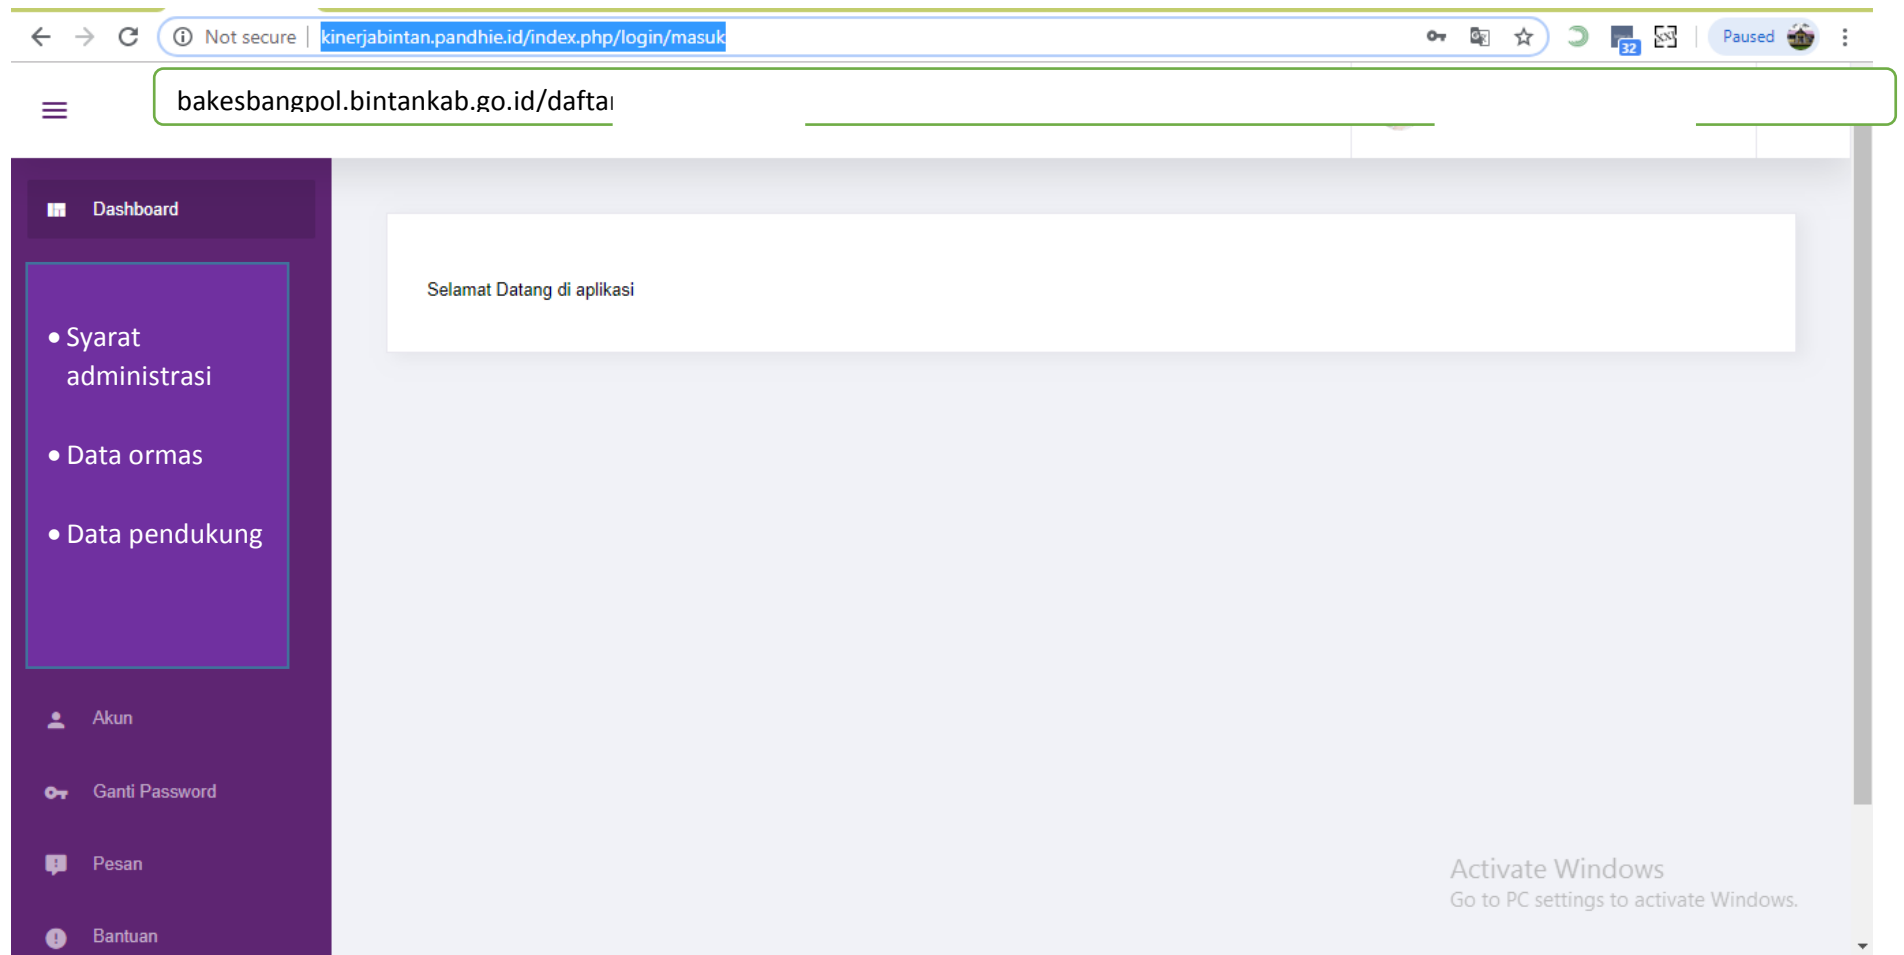 Not secure | kinerjabintan.pandhie.id/index.php/login/masuk
32
Paused
bakesbangpol.bintankab.go.id/daftar
Dashboard
Selamat Datang di aplikasi
• Syarat
administrasi
• Data ormas
• Data pendukung
Akun
Ganti Password
Pesan
Bantuan
Activate Windows
Go to PC settings to activate Windows.